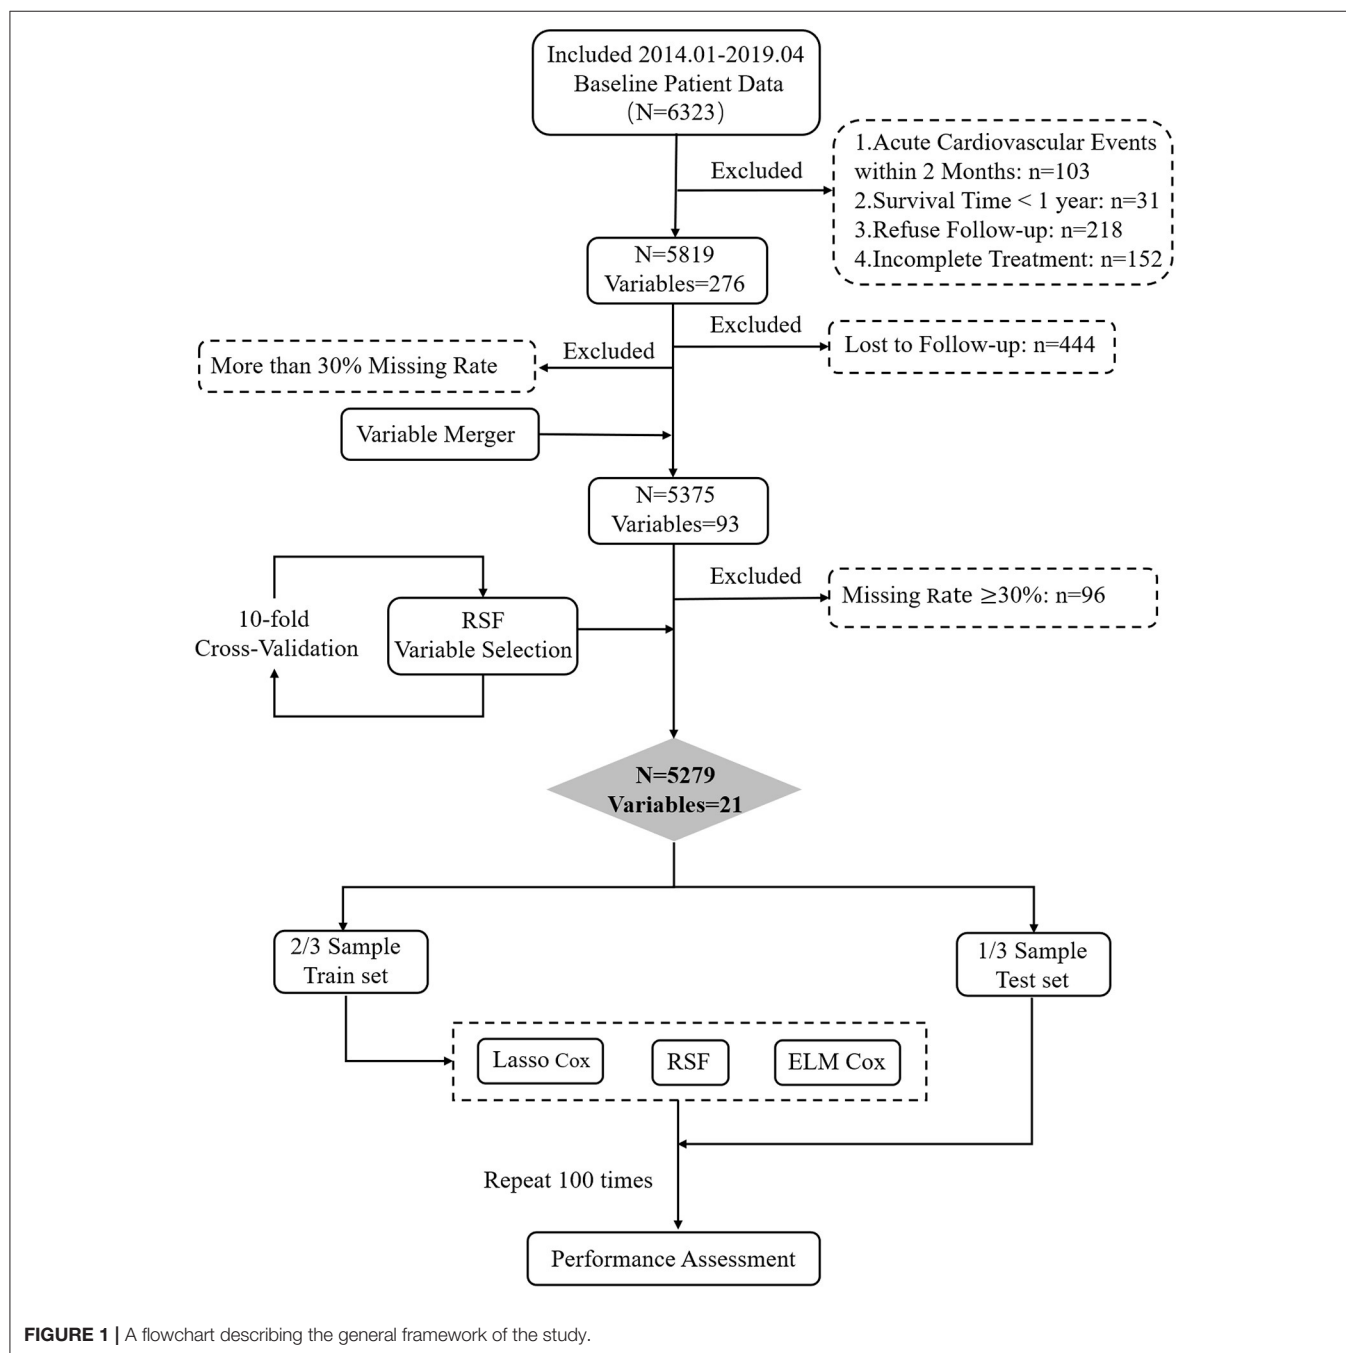 Included 2014.01-2019.04
Baseline Patient Data
(N=6323)
Excluded
1.Acute Cardiovascular Events
within 2 Months: n=103
2.Survival Time < 1 year: n=31
3.Refuse Follow-up: n=218
4.Incomplete Treatment: n=152
N=5819
Variables=276
Excluded
Lost to Follow-up: n=444
Excluded
More than 30% Missing Rate
Variable Merger
N=5375
Variables=93
Excluded
Missing Rate ≥30%: n=96
10-fold
Cross-Validation
RSF
Variable Selection
N=5279
Variables=21
2/3 Sample
Train set
1/3 Sample
Test set
Lasso Cox
RSF
ELM Cox
Repeat 100 times
Performance Assessment
FIGURE 1 | A flowchart describing the general framework of the study.